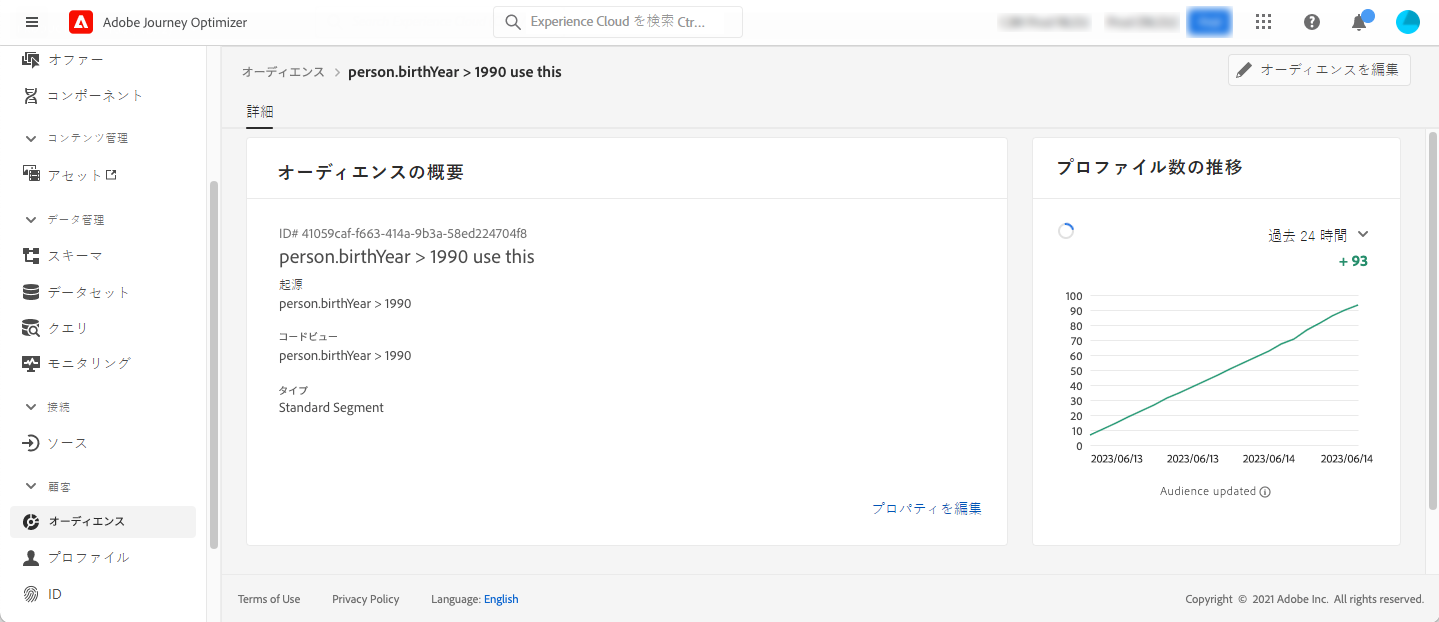 Adobe Journey Optimizer
Experience Cloud を検索 Ctr...
オファー
コンポーネント
コンテンツ管理
アセット
データ管理
スキーマ
データセット
クエリ
モニタリング
接続
ソース
顧客
オーディエンス
プロファイル
ID
オーディエンス > person.birthYear > 1990 use this
オーディエンスを編集
詳細
オーディエンスの概要
ID# 41059caf-f663-414a-9b3a-58ed224704f8
person.birthYear > 1990 use this
起源
person.birthYear > 1990
コードビュー
person.birthYear > 1990
タイプ
Standard Segment
プロパティを編集
プロファイル数の推移
過去 24 時間
+ 93
100
90
80
70
60
50
40
30
20
10
0
2023/06/13 2023/06/13 2023/06/14 2023/06/14
Audience updated
Terms of Use Privacy Policy Language: English
Copyright © 2021 Adobe Inc. All rights reserved.